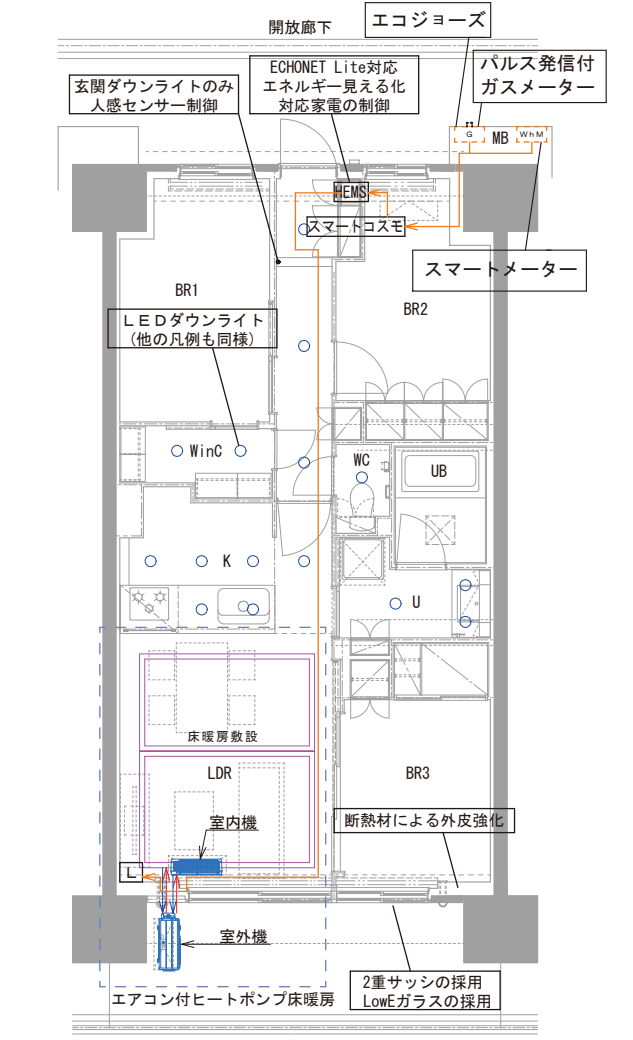 開放廊下
エコジョーズ
パルス発信付
ガスメーター
ECHONET Lite対応
エネルギー見える化
対応家電の制御
玄関ダウンライトのみ
人感センサー制御
G
WhM
MB
HEMS
スマートコスモ
スマートメーター
BR1
BR2
LEDダウンライト
(他の凡例も同様)
WinC
WC
UB
K
U
床暖房敷設
LDR
BR3
室内機
断熱材による外皮強化
L
室外機
2重サッシの採用
LowEガラスの採用
エアコン付ヒートポンプ床暖房